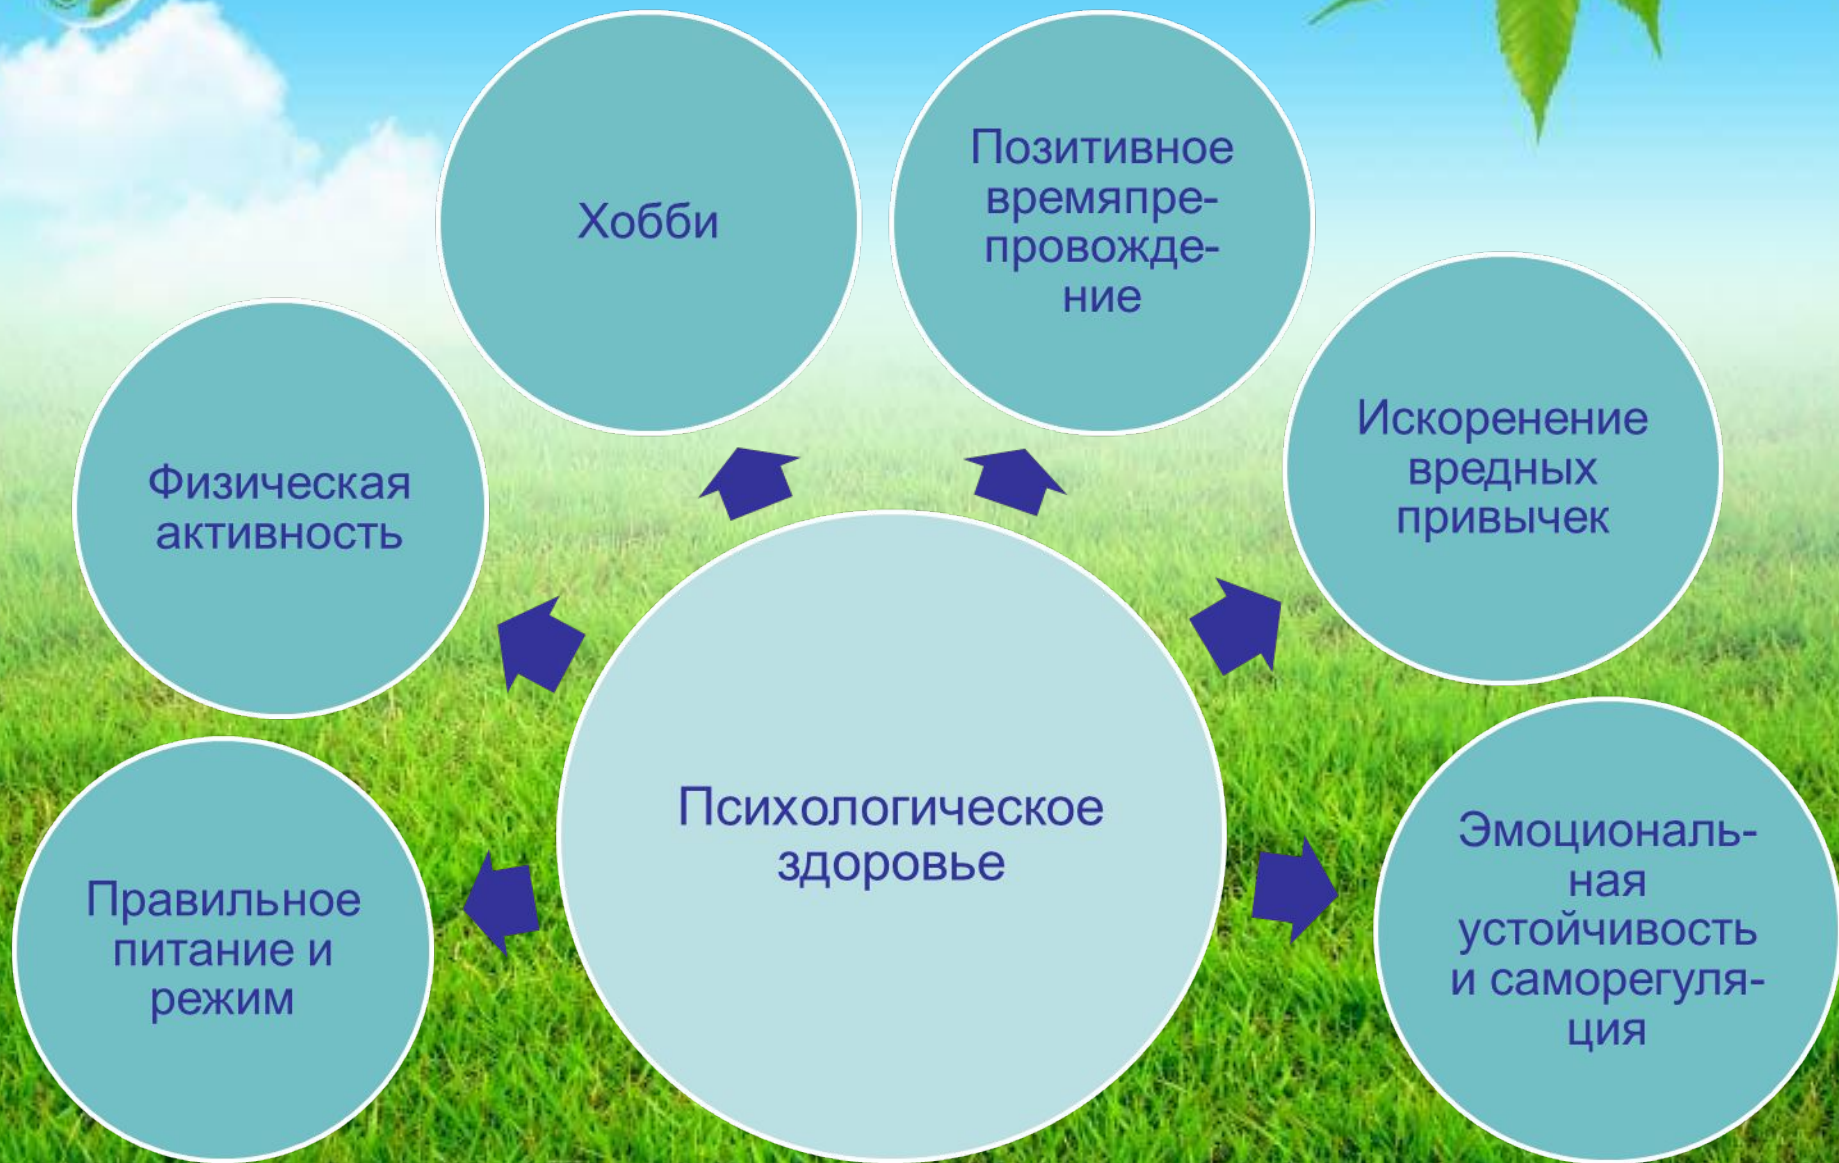 Хобби
Позитивное
времяпре-
провожде-
ние
Искоренение
вредных
привычек
Физическая
активность
Психологическое
здоровье
Эмоциональ-
ная
устойчивость
и саморегуля-
ция
Правильное
питание и
режим